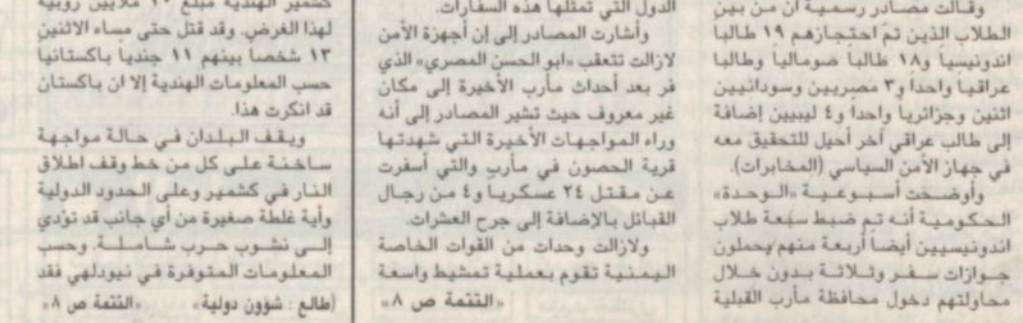 وقالت مصادر رسمية ان من بين
الطلاب الذين تم احتجازهم ١٩ طالبا
اندونيسيا و١٨ طالباً صومالياً وطالبا
عراقيا واحداً و٣ مصريين وسودانيين
اثنين وجزائريا واحداً و٤ ليبيين إضافة
إلى طالب عراقي آخر أحيل للتحقيق معه
في جهاز الأمن السياسي (المخابرات).
وأوضحت أسبوعية «الوحدة»
الحكومية أنه تم ضبط سبعة طلاب
اندونيسيين أيضاً أربعة منهم يحملون
جوازات سفر وثلاثة بدون خلال
محاولتهم دخول محافظة مأرب القبلية
الدول التي تمثلها هذه السفارات.
وأشارت المصادر إلى إن أجهزة الأمن
لازالت تتعقب «ابو الحسن المصري» الذي
فر بعد أحداث مأرب الأخيرة إلى مكان
غير معروف حيث تشير المصادر إلى أنه
وراء المواجهات الأخيرة التي شهدتها
قرية الحصون في مأرب والتي أسفرت
عن مقتل ٢٤ عسكريا و٤ من رجال
القبائل بالإضافة إلى جرح العشرات.
ولازالت وحدات من القوات الخاصة
اليمنية تقوم بعملية تمشيط واسعة
«التتمة ص ٨»
كشمير الهندية مبلغ ملايين روبية
لهذا الغرض. وقد قتل حتى مساء الاثنين
١٣ شخصا بينهم ١١ جندياً باكستانيا
حسب المعلومات الهندية إلا ان باكستان
قد انكرت هذا.
ويقف البلدان في حالة مواجهة
ساخنة على كل من خط وقف اطلاق
النار في كشمير وعلى الحدود الدولية
وأية غلطة صغيرة من أي جانب قد تؤدي
إلى نشوب حرب شاملة. وحسب
المعلومات المتوفرة في نيودلهي فقد
(طالع : شؤون دولية» «التتمة ص ٨»